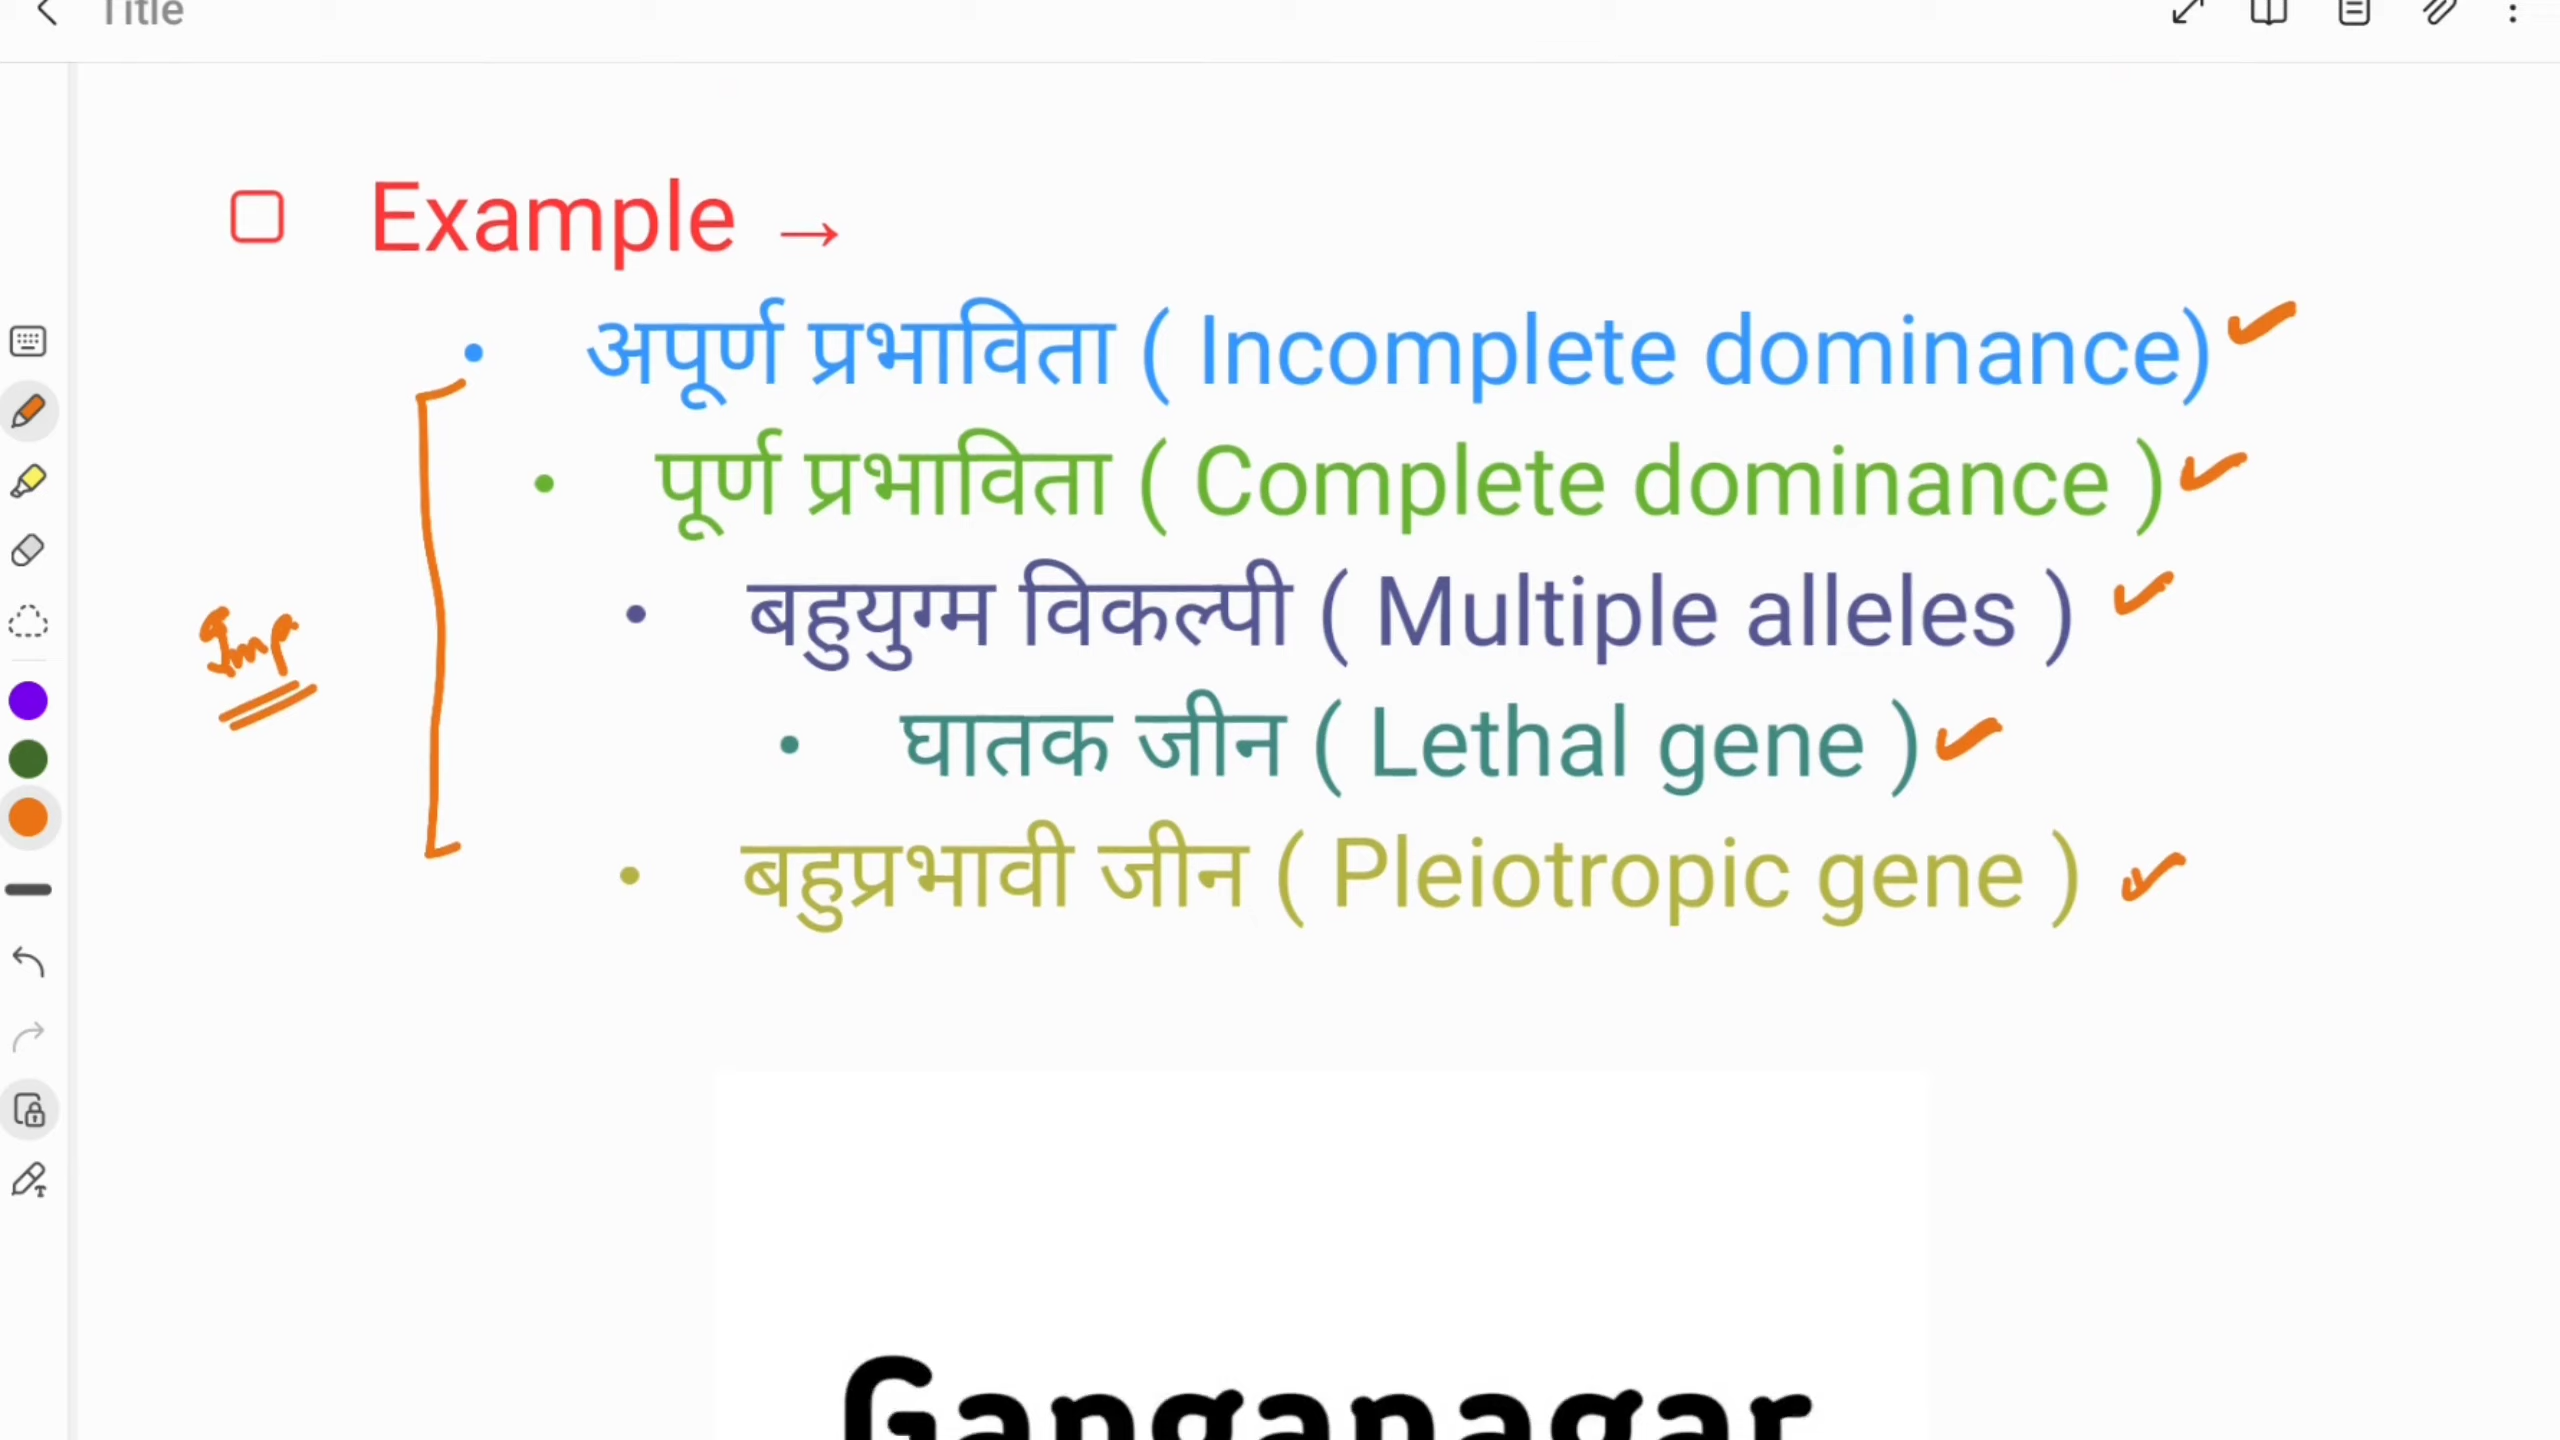 Title
Example →
• अपूर्ण प्रभाविता ( Incomplete dominance)
• पूर्ण प्रभाविता ( Complete dominance )
• बहुयुग्म विकल्पी ( Multiple alleles )
Imp
• घातक जीन ( Lethal gene )
• बहुप्रभावी जीन ( Pleiotropic gene )
Ganganagar